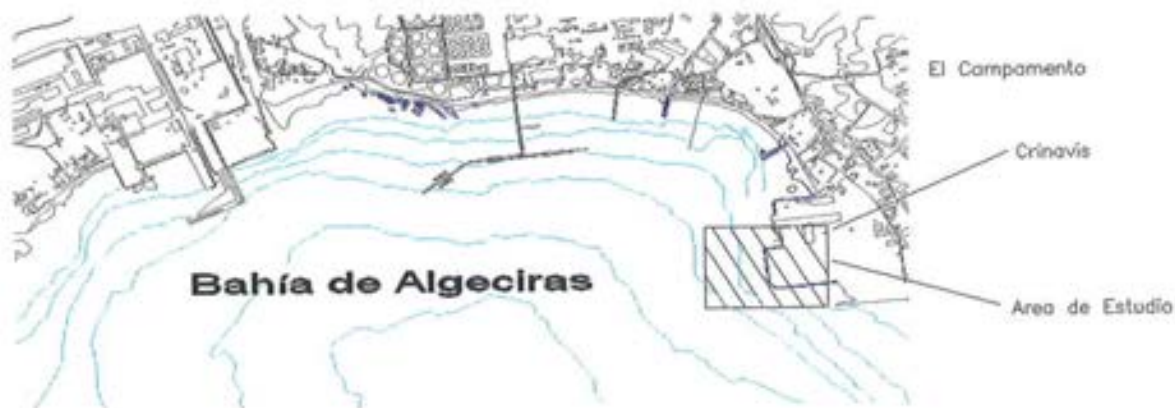 El Campamento
Crinavis
Bahía de Algeciras
Area de Estudio